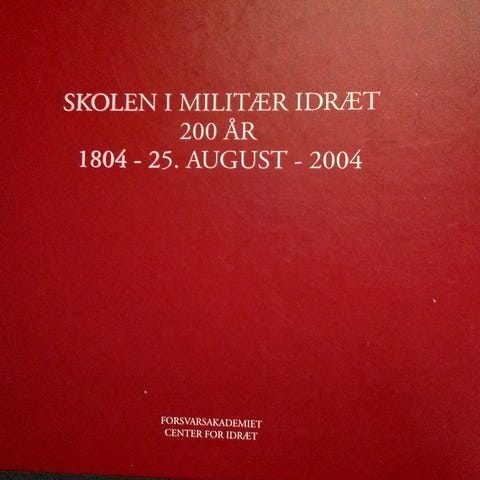 SKOLEN I MILITÆR IDRÆT
200 ÅR
1804 - 25. AUGUST - 2004
FORSVARSAKADEMIET
CENTER FOR IDRÆT